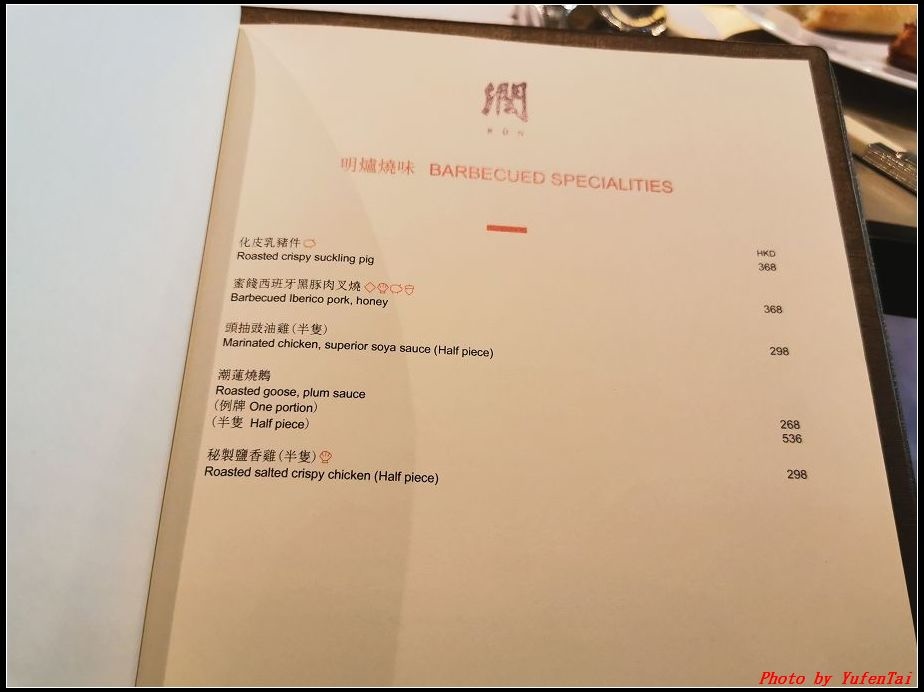 潤
RÙN
明爐燒味 BARBECUED SPECIALITIES
HKD
化皮乳豬件
Roasted crispy suckling pig 368
蜜餞西班牙黑豚肉叉燒
Barbecued Iberico pork, honey 368
頭抽豉油雞(半隻)
Marinated chicken, superior soya sauce (Half piece) 298
潮蓮燒鵝
Roasted goose, plum sauce
(例牌 One portion) 268
(半隻 Half piece) 536
秘製鹽香雞(半隻)
Roasted salted crispy chicken (Half piece) 298
Photo by YufenTai